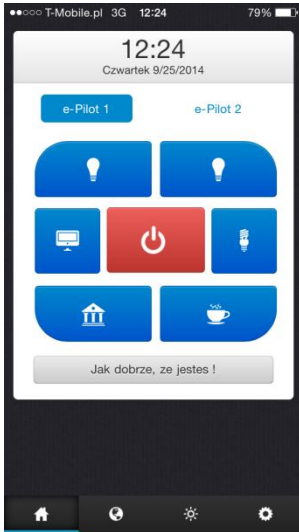 T-Mobile.pl 3G 12:24 79%
12:24
Czwartek 9/25/2014
e-Pilot 1 e-Pilot 2
Jak dobrze, ze jestes !